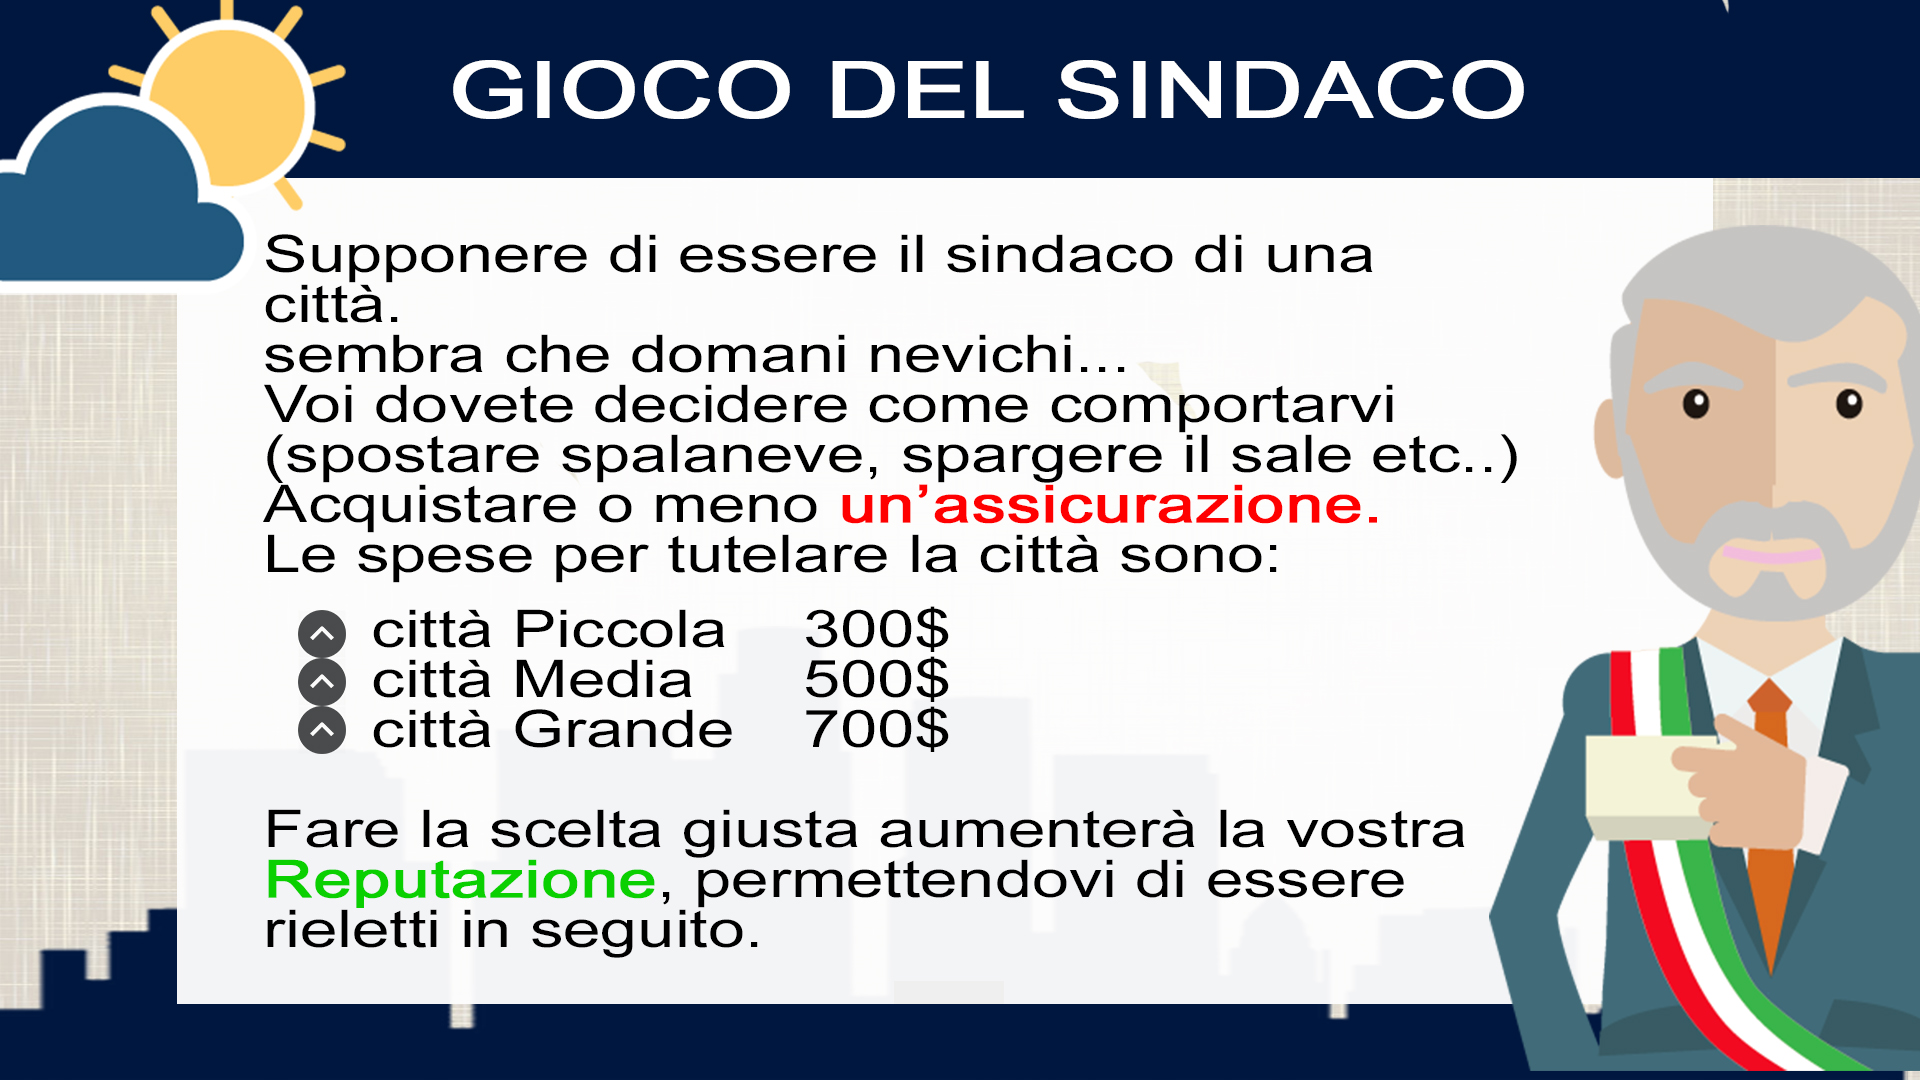 GIOCO DEL SINDACO
Supponere di essere il sindaco di una
città.
sembra che domani nevichi...
Voi dovete decidere come comportarvi
(spostare spalaneve, spargere il sale etc..)
Acquistare o meno un’assicurazione.
Le spese per tutelare la città sono:
città Piccola 300$
città Media 500$
città Grande 700$
Fare la scelta giusta aumenterà la vostra
Reputazione, permettendovi di essere
rieletti in seguito.